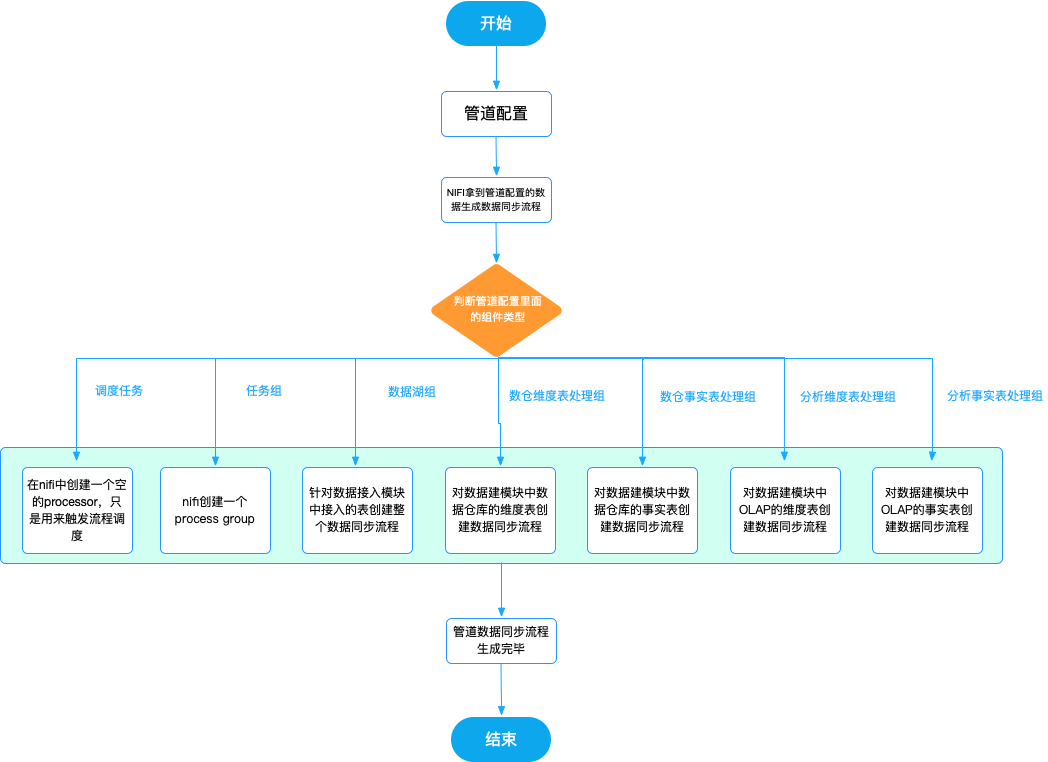 开始
管道配置
NIFI拿到管道配置的数
据生成数据同步流程
判断管道配置里面
的组件类型
调度任务
任务组
数据湖组
数仓维度表处理组
数仓事实表处理组
分析维度表处理组
分析事实表处理组
在nifi中创建一个空
的processor，只
是用来触发流程调
度
nifi创建一个
process group
针对数据接入模块
中接入的表创建整
个数据同步流程
对数据建模块中数
据仓库的维度表创
建数据同步流程
对数据建模块中数
据仓库的事实表创
建数据同步流程
对数据建模块中
OLAP的维度表创
建数据同步流程
对数据建模块中
OLAP的事实表创
建数据同步流程
管道数据同步流程
生成完毕
结束